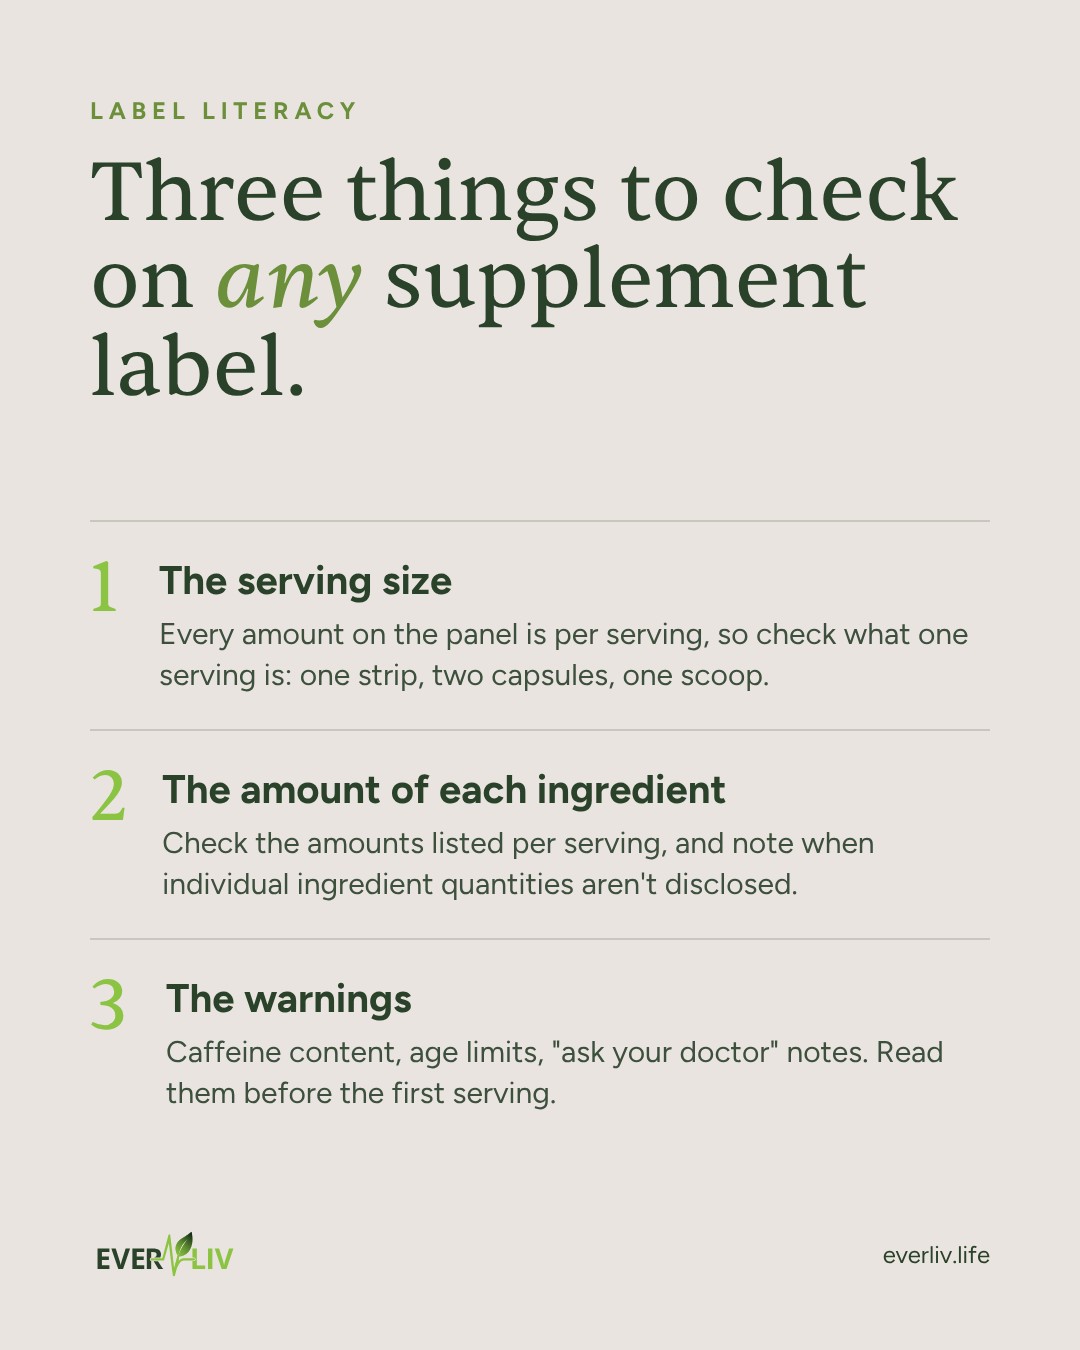 LABEL LITERACY
Three things to check
on any supplement
label.
1
The serving size
Every amount on the panel is per serving, so check what one
serving is: one strip, two capsules, one scoop.
2
The amount of each ingredient
Check the amounts listed per serving, and note when
individual ingredient quantities aren't disclosed.
3
The warnings
Caffeine content, age limits, "ask your doctor" notes. Read
them before the first serving.
EVER LIV
everliv.life